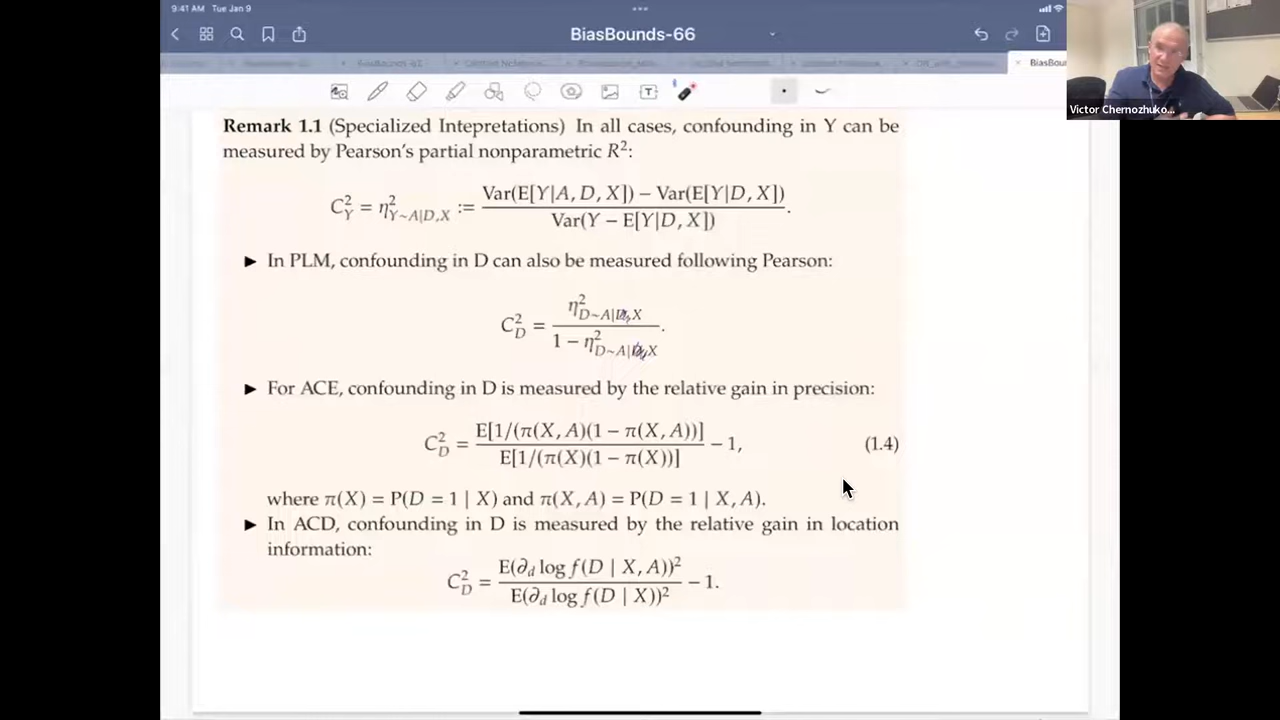 9:41 AM Tue Jan 9
BiasBounds-66
BiasBou
Victor Chernozhuko...
Remark 1.1 (Specialized Intepretations) In all cases, confounding in Y can be
measured by Pearson's partial nonparametric R²:
C²_Y = η²_{Y∼A|D,X} := (Var(E[Y|A, D, X]) − Var(E[Y|D, X])) / Var(Y − E[Y|D, X]).
► In PLM, confounding in D can also be measured following Pearson:
C²_D = η²_{D∼A|D,X} / (1 − η²_{D∼A|D,X}).
► For ACE, confounding in D is measured by the relative gain in precision:
C²_D = E[1/(π(X, A)(1 − π(X, A))] / E[1/(π(X)(1 − π(X))] − 1, (1.4)
where π(X) = P(D = 1 | X) and π(X, A) = P(D = 1 | X, A).
► In ACD, confounding in D is measured by the relative gain in location
information:
C²_D = E(∂_d log f(D | X, A))² / E(∂_d log f(D | X))² − 1.